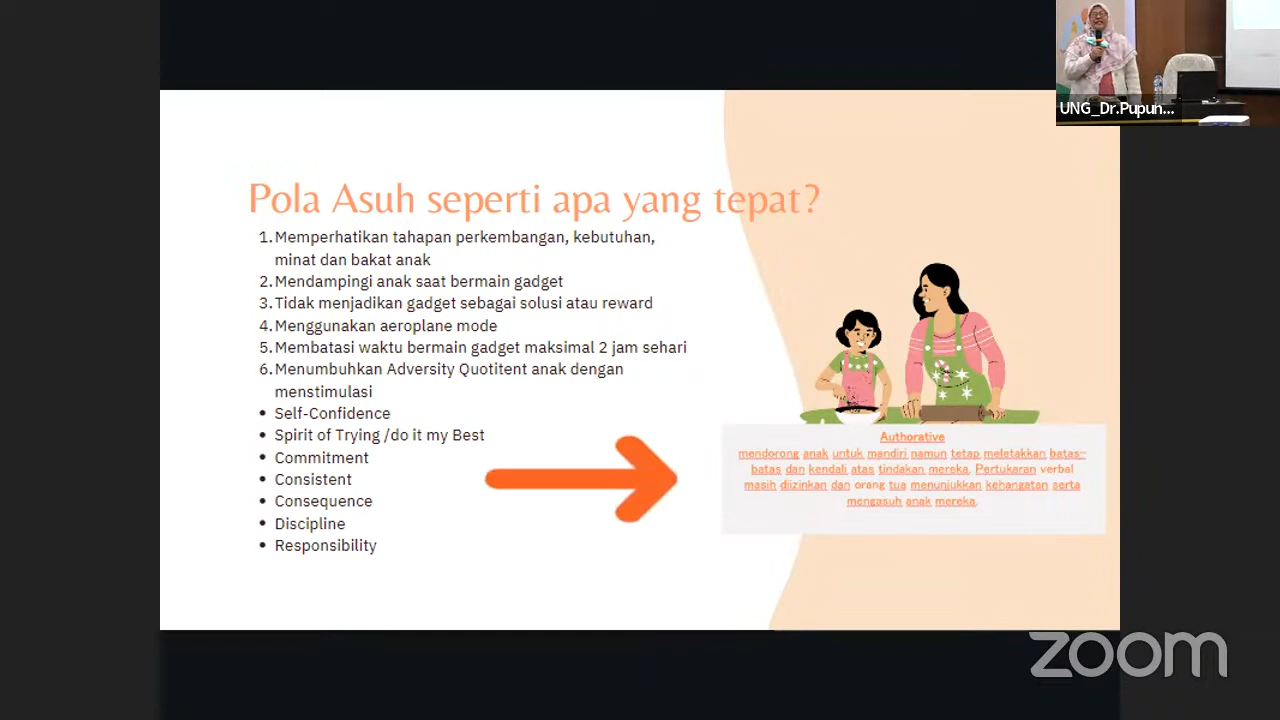 UNG_Dr.Pupun...
Pola Asuh seperti apa yang tepat?
1. Memperhatikan tahapan perkembangan, kebutuhan,
minat dan bakat anak
2. Mendampingi anak saat bermain gadget
3. Tidak menjadikan gadget sebagai solusi atau reward
4. Menggunakan aeroplane mode
5. Membatasi waktu bermain gadget maksimal 2 jam sehari
6. Menumbuhkan Adversity Quotitent anak dengan
menstimulasi
• Self-Confidence
• Spirit of Trying /do it my Best
• Commitment
• Consistent
• Consequence
• Discipline
• Responsibility
Authorative
mendorong anak untuk mandiri namun tetap meletakkan batas-
batas dan kendali atas tindakan mereka. Pertukaran verbal
masih diizinkan dan orang tua menunjukkan kehangatan serta
mengasuh anak mereka.
zoom